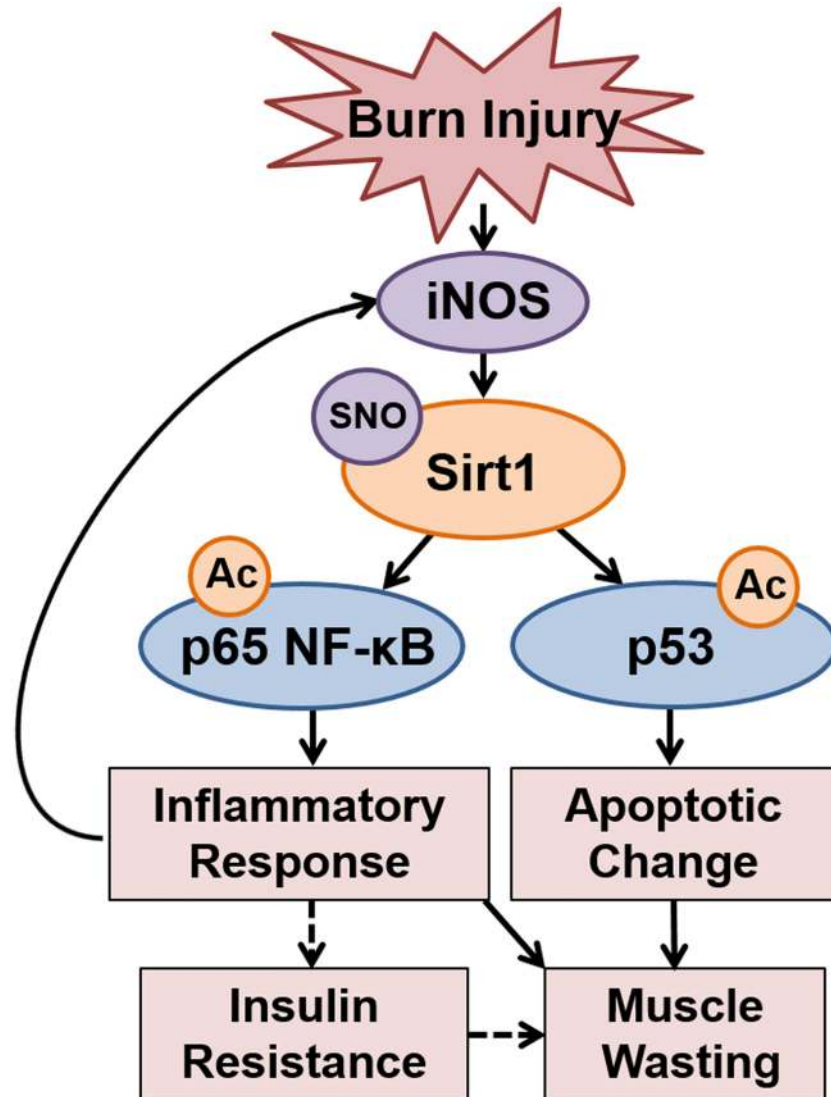 Burn Injury
iNOS
SNO
Sirt1
Ac
Ac
p65 NF-κB
p53
Inflammatory
Response
Apoptotic
Change
Insulin
Resistance
Muscle
Wasting